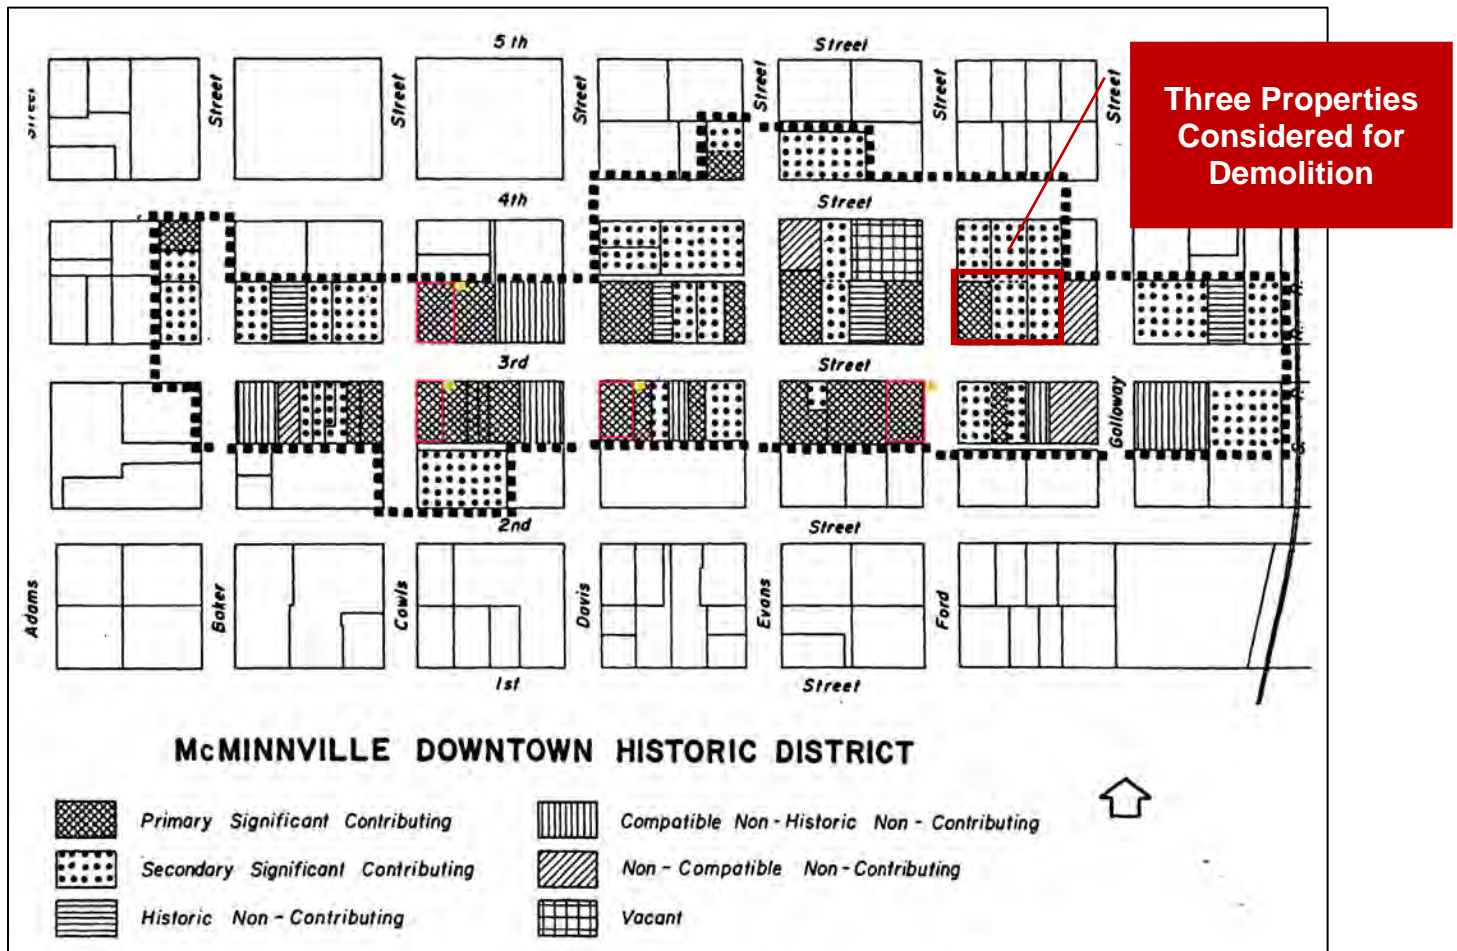 5th
Street
Street
Street
Street
Street
Street
Street
Street
Three Properties
Considered for
Demolition
4th
Street
3rd
Street
Galloway
2nd
Street
Adams
Baker
Cowls
Davis
Evans
Ford
1st
Street
McMINNVILLE DOWNTOWN HISTORIC DISTRICT
Primary Significant Contributing
Compatible Non-Historic Non-Contributing
Secondary Significant Contributing
Non-Compatible Non-Contributing
Historic Non-Contributing
Vacant